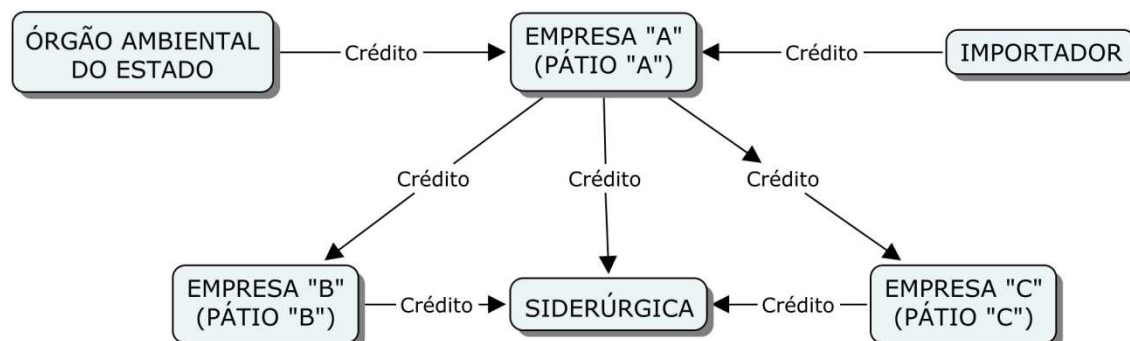 ÓRGÃO AMBIENTAL
DO ESTADO
Crédito
EMPRESA "A"
(PÁTIO "A")
Crédito
IMPORTADOR
Crédito
Crédito
Crédito
EMPRESA "B"
(PÁTIO "B")
Crédito
SIDERÚRGICA
Crédito
EMPRESA "C"
(PÁTIO "C")